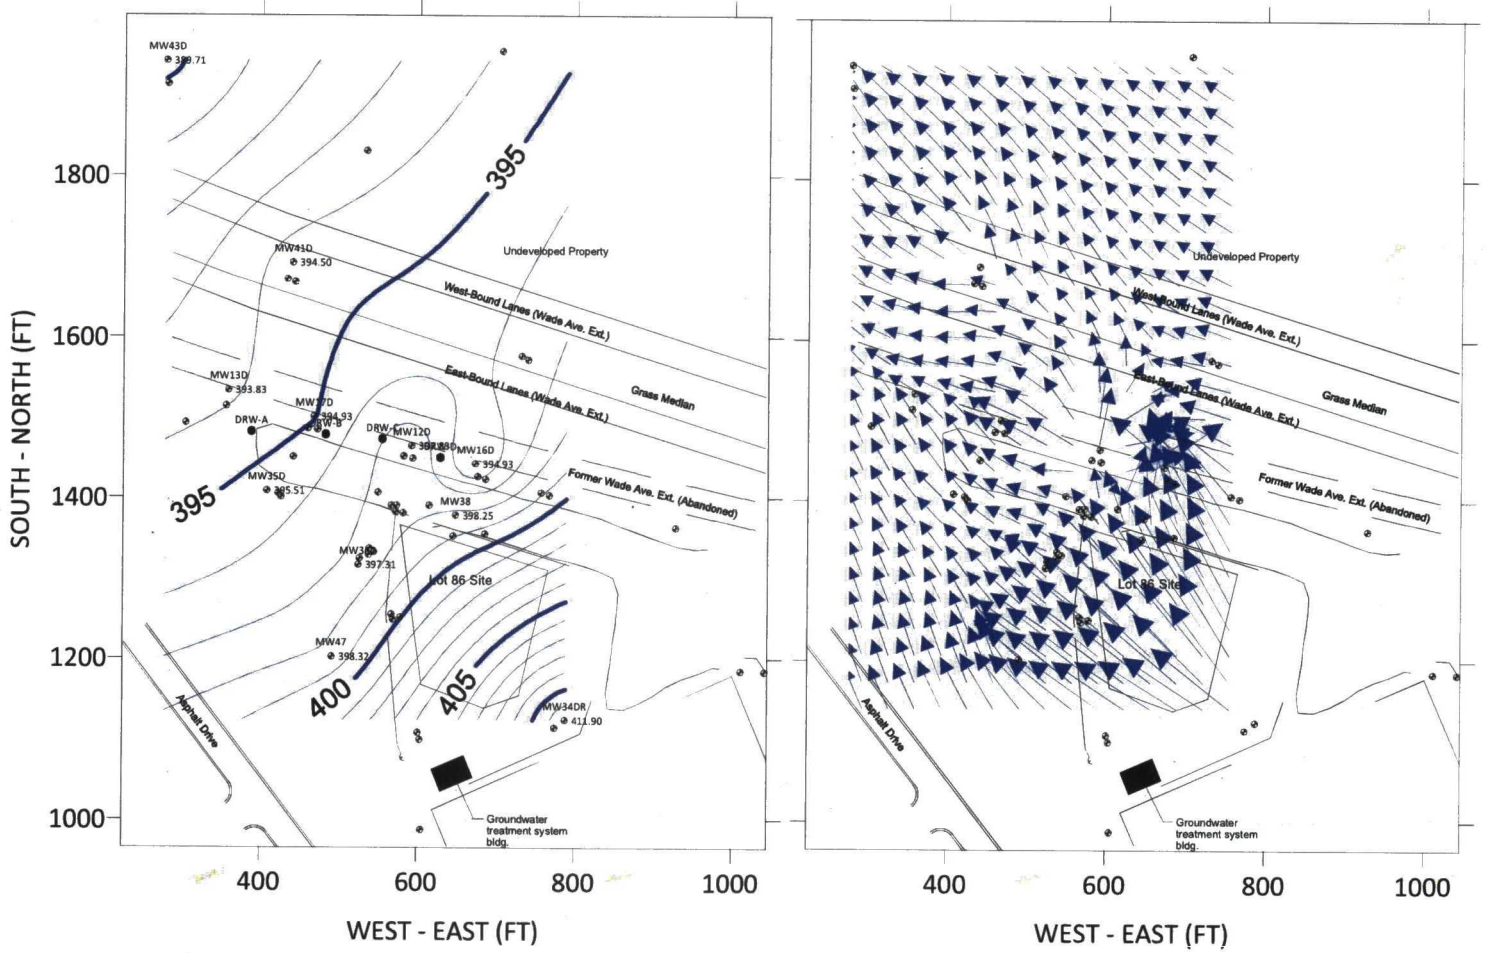 MW43D
389.71
1800
395
MW41D
394.50
Undeveloped Property
West-Bound Lanes (Wade Ave. Ext.)
1600
East-Bound Lanes (Wade Ave. Ext.)
Grass Median
MW13D
393.83
MW17D
394.93
DRW-A
DRW-B
MW12D
MW16D
394.93
Former Wade Ave. Ext. (Abandoned)
1400
395
MW35D
395.51
MW38
398.25
397.31
Lot 86 Site
1200
MW47
398.32
400
405
MW34DR
411.90
Asphalt Drive
1000
Groundwater
treatment system
bldg.
SOUTH - NORTH (FT)
400
600
800
1000
WEST - EAST (FT)
Undeveloped Property
West-Bound Lanes (Wade Ave. Ext.)
East-Bound Lanes (Wade Ave. Ext.)
Grass Median
Former Wade Ave. Ext. (Abandoned)
Lot 86 Site
Asphalt Drive
Groundwater
treatment system
bldg.
400
600
800
1000
WEST - EAST (FT)